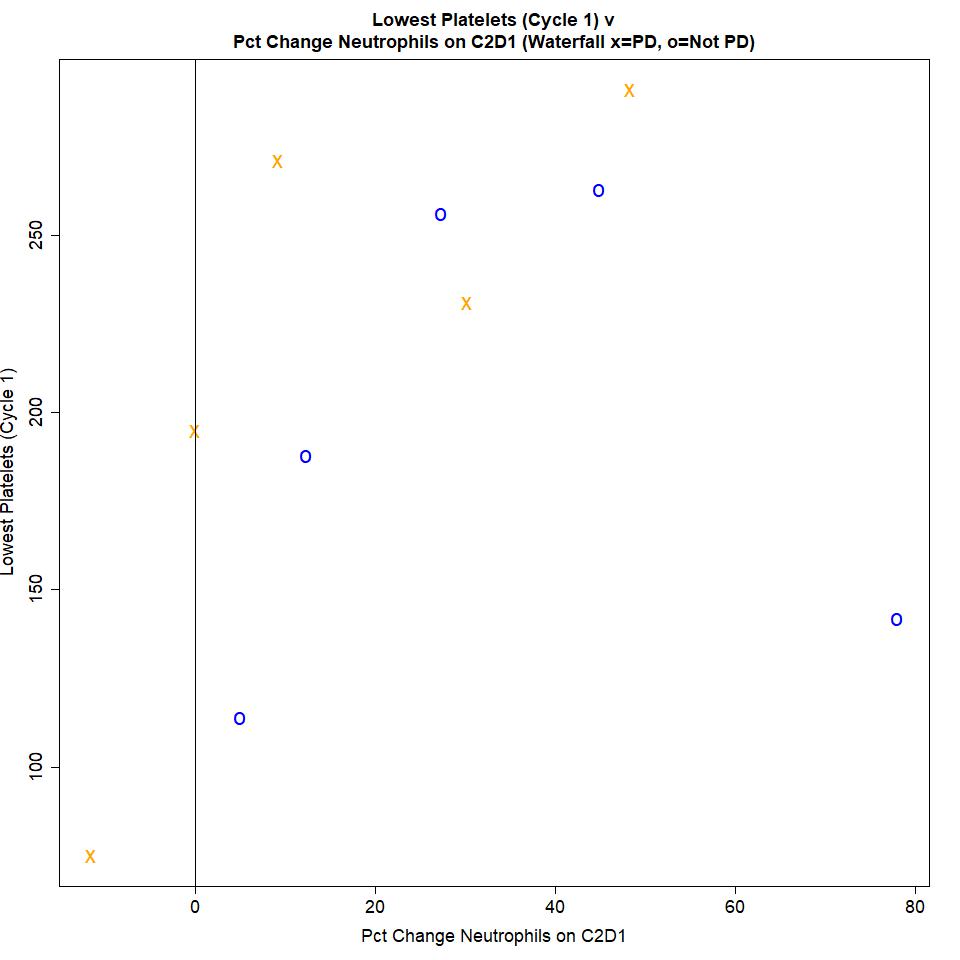 Lowest Platelets (Cycle 1) v
Pct Change Neutrophils on C2D1 (Waterfall x=PD, o=Not PD)
Lowest Platelets (Cycle 1)
250
200
150
100
X
X
O
O
X
X
O
O
O
X
0
20
40
60
80
Pct Change Neutrophils on C2D1